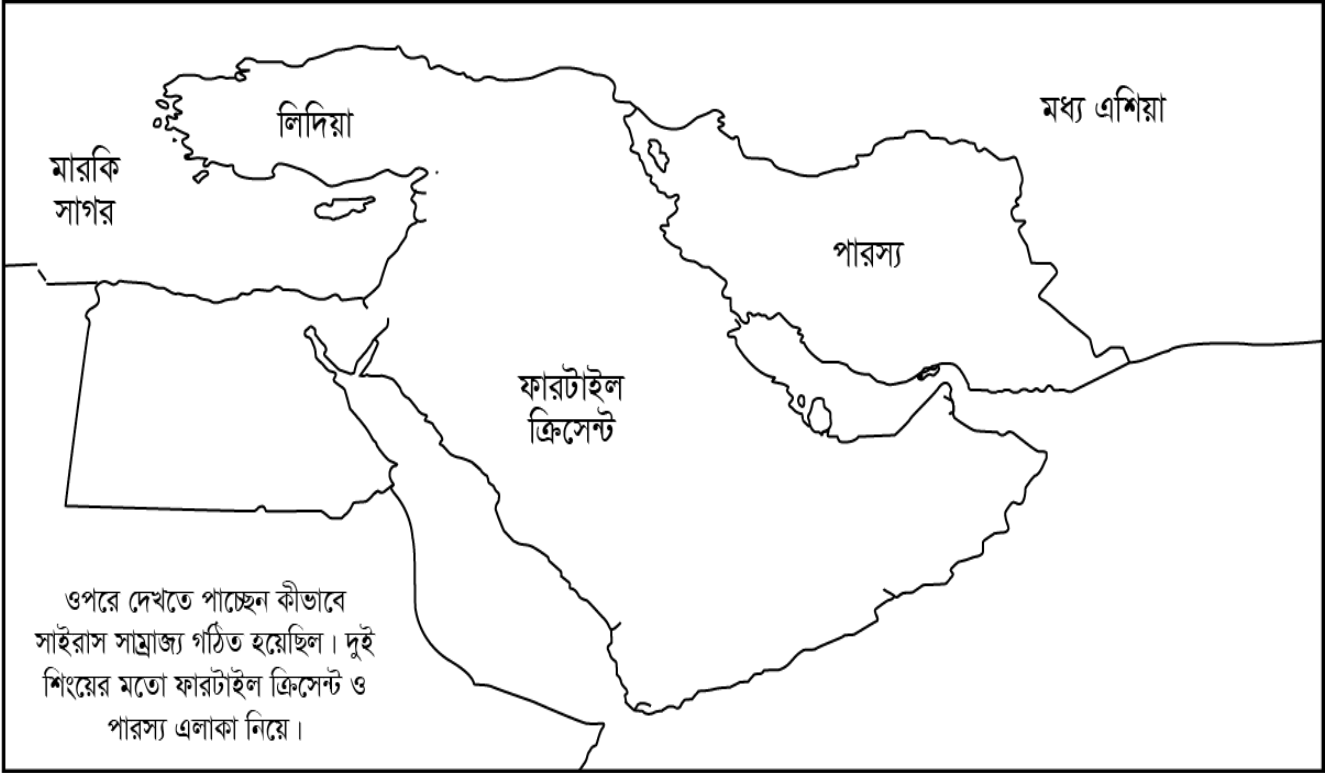 লিদিয়া
মধ্য এশিয়া
মারকি
সাগর
পারস্য
ফারটাইল
ক্রিসেন্ট
ওপরে দেখতে পাচ্ছেন কীভাবে
সাইরাস সাম্রাজ্য গঠিত হয়েছিল। দুই
শিংয়ের মতো ফারটাইল ক্রিসেন্ট ও
পারস্য এলাকা নিয়ে।